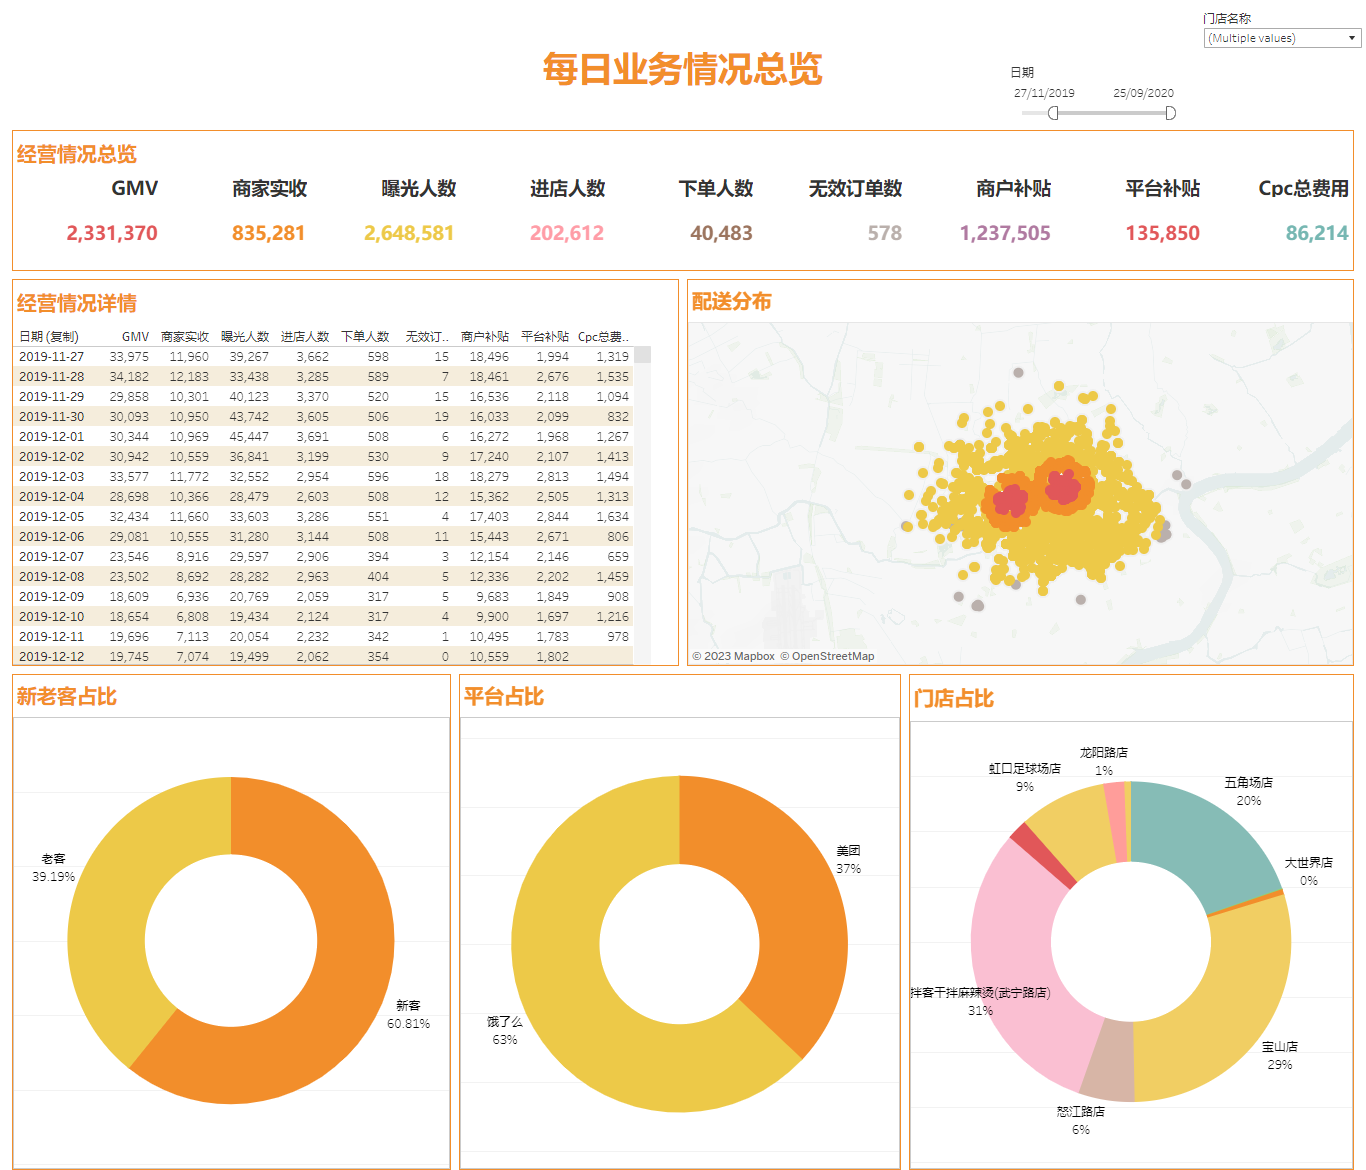 门店名称
(Multiple values)
每日业务情况总览
日期
27/11/2019 25/09/2020
经营情况总览
GMV 商家实收 曝光人数 进店人数 下单人数 无效订单数 商户补贴 平台补贴 Cpc总费用
2,331,370 835,281 2,648,581 202,612 40,483 578 1,237,505 135,850 86,214
经营情况详情
日期 (复制) GMV 商家实收 曝光人数 进店人数 下单人数 无效订.. 商户补贴 平台补贴 Cpc总费..
2019-11-27 33,975 11,960 39,267 3,662 598 15 18,496 1,994 1,319
2019-11-28 34,182 12,183 33,438 3,285 589 7 18,461 2,676 1,535
2019-11-29 29,858 10,301 40,123 3,370 520 15 16,536 2,118 1,094
2019-11-30 30,093 10,950 43,742 3,605 506 19 16,033 2,099 832
2019-12-01 30,344 10,969 45,447 3,691 508 6 16,272 1,968 1,267
2019-12-02 30,942 10,559 36,841 3,199 530 9 17,240 2,107 1,413
2019-12-03 33,577 11,772 32,552 2,954 596 18 18,279 2,813 1,494
2019-12-04 28,698 10,366 28,479 2,603 508 12 15,362 2,505 1,313
2019-12-05 32,434 11,660 33,603 3,286 551 4 17,403 2,844 1,634
2019-12-06 29,081 10,555 31,280 3,144 508 11 15,443 2,671 806
2019-12-07 23,546 8,916 29,597 2,906 394 3 12,154 2,146 659
2019-12-08 23,502 8,692 28,282 2,963 404 5 12,336 2,202 1,459
2019-12-09 18,609 6,936 20,769 2,059 317 5 9,683 1,849 908
2019-12-10 18,654 6,808 19,434 2,124 317 4 9,900 1,697 1,216
2019-12-11 19,696 7,113 20,054 2,232 342 1 10,495 1,783 978
2019-12-12 19,745 7,074 19,499 2,062 354 0 10,559 1,802
配送分布
© 2023 Mapbox © OpenStreetMap
新老客占比
老客
39.19%
新客
60.81%
平台占比
美团
37%
饿了么
63%
门店占比
龙阳路店
1%
虹口足球场店
9%
五角场店
20%
大世界店
0%
拌客干拌麻辣烫(武宁路店)
31%
宝山店
29%
怒江路店
6%